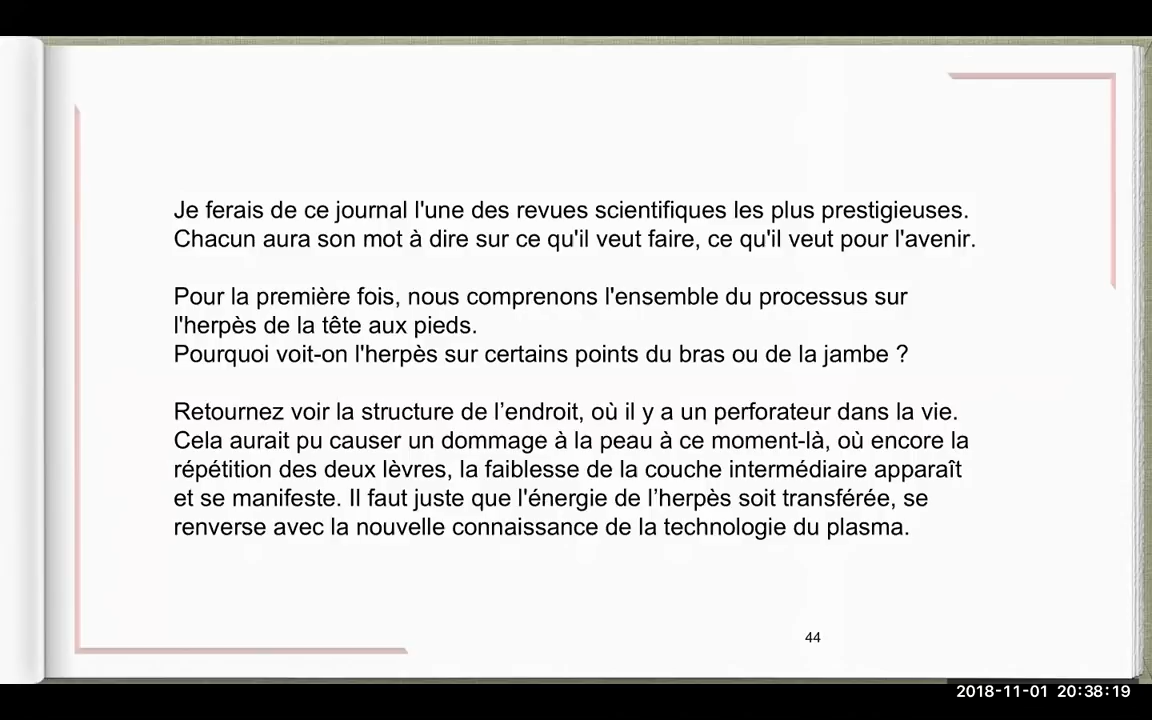 Je ferais de ce journal l'une des revues scientifiques les plus prestigieuses.
Chacun aura son mot à dire sur ce qu'il veut faire, ce qu'il veut pour l'avenir.
Pour la première fois, nous comprenons l'ensemble du processus sur
l'herpès de la tête aux pieds.
Pourquoi voit-on l'herpès sur certains points du bras ou de la jambe ?
Retournez voir la structure de l’endroit, où il y a un perforateur dans la vie.
Cela aurait pu causer un dommage à la peau à ce moment-là, où encore la
répétition des deux lèvres, la faiblesse de la couche intermédiaire apparaît
et se manifeste. Il faut juste que l'énergie de l’herpès soit transférée, se
renverse avec la nouvelle connaissance de la technologie du plasma.
44
2018-11-01 20:38:19